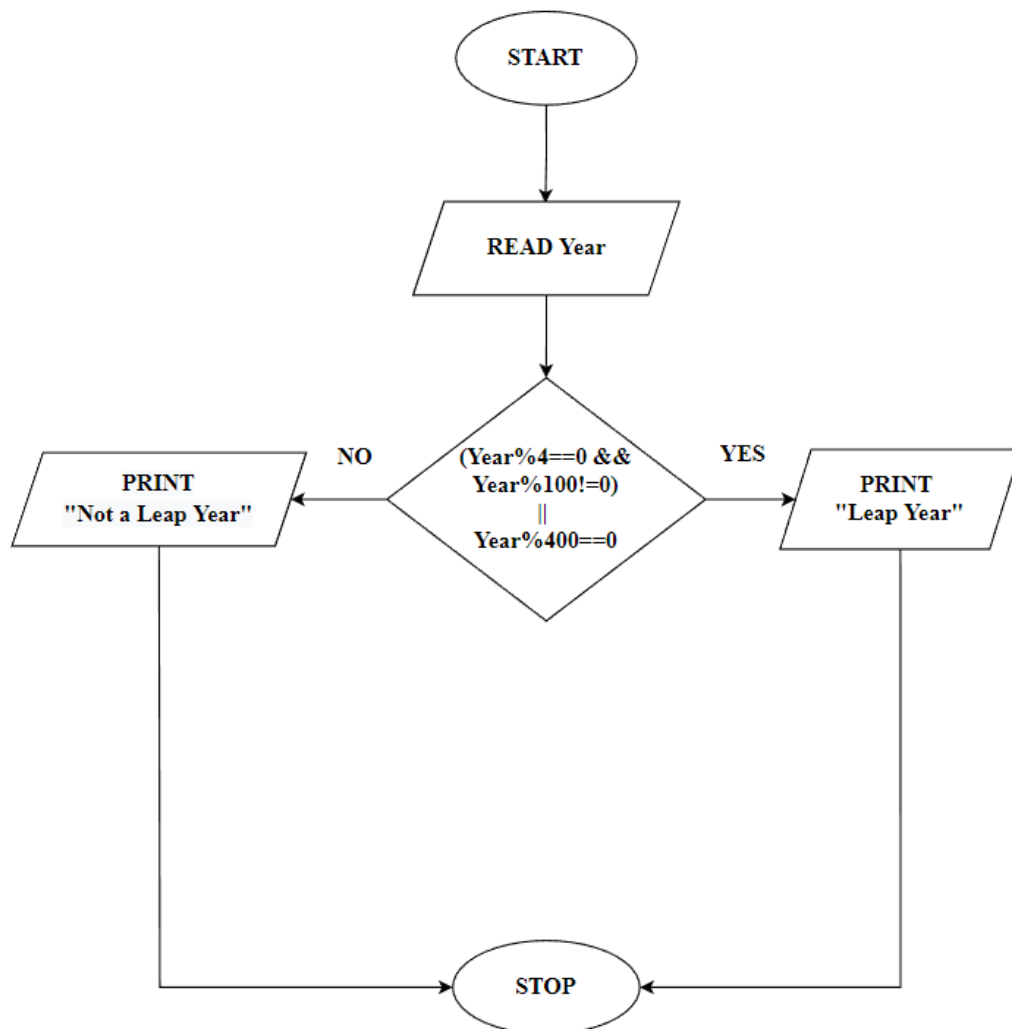 START
READ Year
NO
(Year%4==0 &&
YES
Year%100!=0)
||
Year%400==0
PRINT
"Not a Leap Year"
PRINT
"Leap Year"
STOP